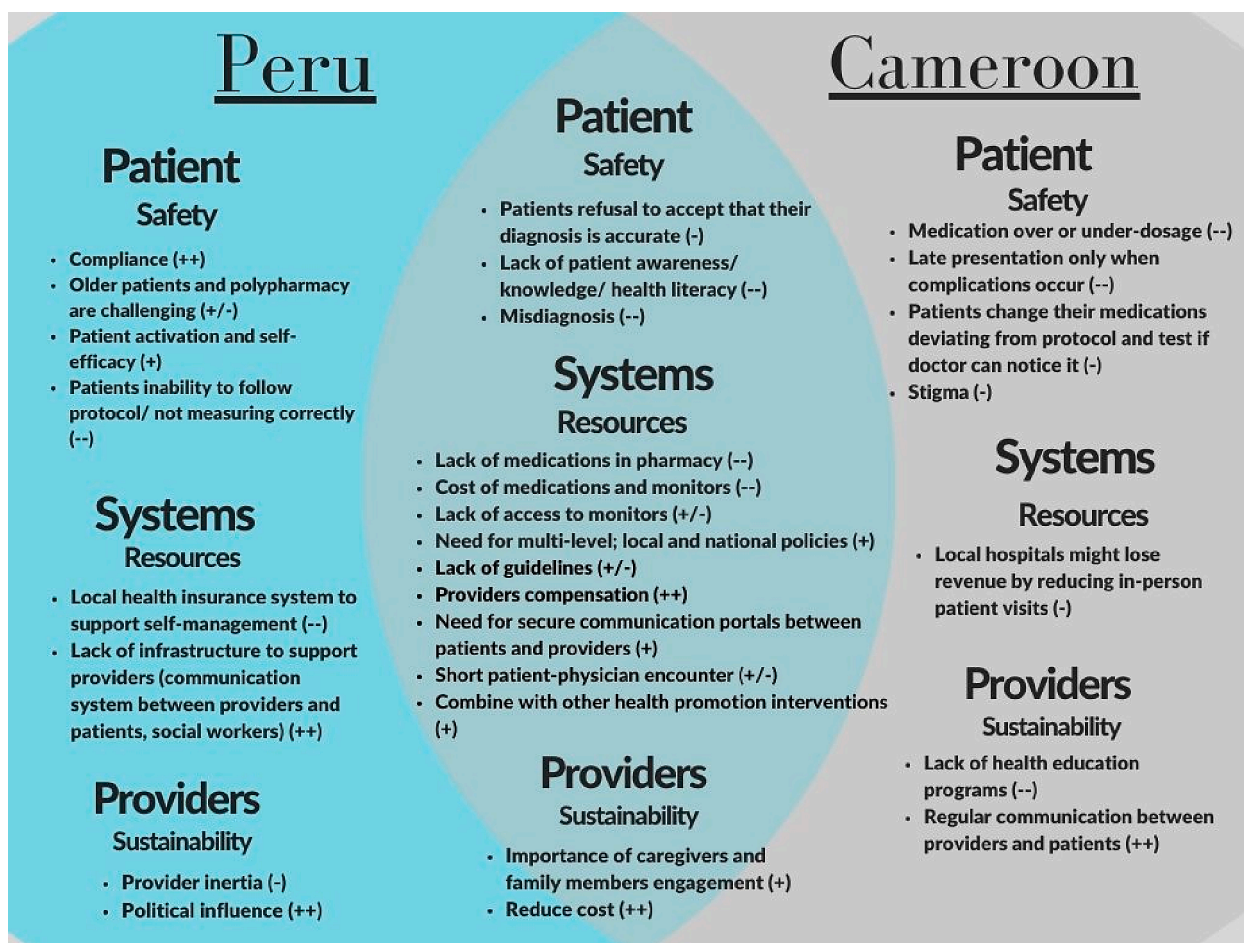 Peru
Patient
Safety
• Compliance (++)
• Older patients and polypharmacy
are challenging (+/-)
• Patient activation and self-
efficacy (+)
• Patients inability to follow
protocol/ not measuring correctly
(--)
Systems
Resources
• Local health insurance system to
support self-management (--)
• Lack of infrastructure to support
providers (communication
system between providers and
patients, social workers) (++)
Providers
Sustainability
• Provider inertia (-)
• Political influence (++)
Patient
Safety
• Patients refusal to accept that their
diagnosis is accurate (-)
• Lack of patient awareness/
knowledge/ health literacy (--)
• Misdiagnosis (--)
Systems
Resources
• Lack of medications in pharmacy (--)
• Cost of medications and monitors (--)
• Lack of access to monitors (+/-)
• Need for multi-level; local and national policies (+)
• Lack of guidelines (+/-)
• Providers compensation (++)
• Need for secure communication portals between
patients and providers (+)
• Short patient-physician encounter (+/-)
• Combine with other health promotion interventions
(+)
Providers
Sustainability
• Importance of caregivers and
family members engagement (+)
• Reduce cost (++)
Cameroon
Patient
Safety
• Medication over or under-dosage (--)
• Late presentation only when
complications occur (--)
• Patients change their medications
deviating from protocol and test if
doctor can notice it (-)
• Stigma (-)
Systems
Resources
• Local hospitals might lose
revenue by reducing in-person
patient visits (-)
Providers
Sustainability
• Lack of health education
programs (--)
• Regular communication between
providers and patients (++)